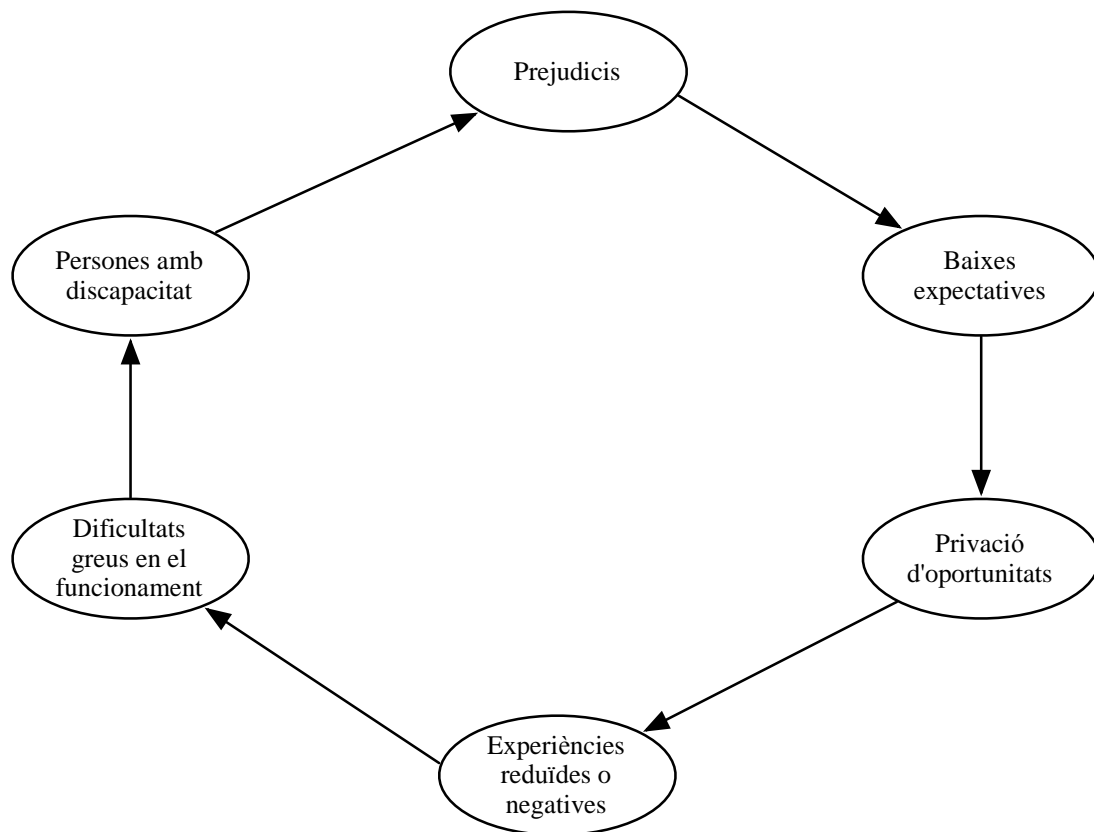 Prejudicis
Baixes
expectatives
Privació
d'oportunitats
Experiències
reduïdes o
negatives
Dificultats
greus en el
funcionament
Persones amb
discapacitat